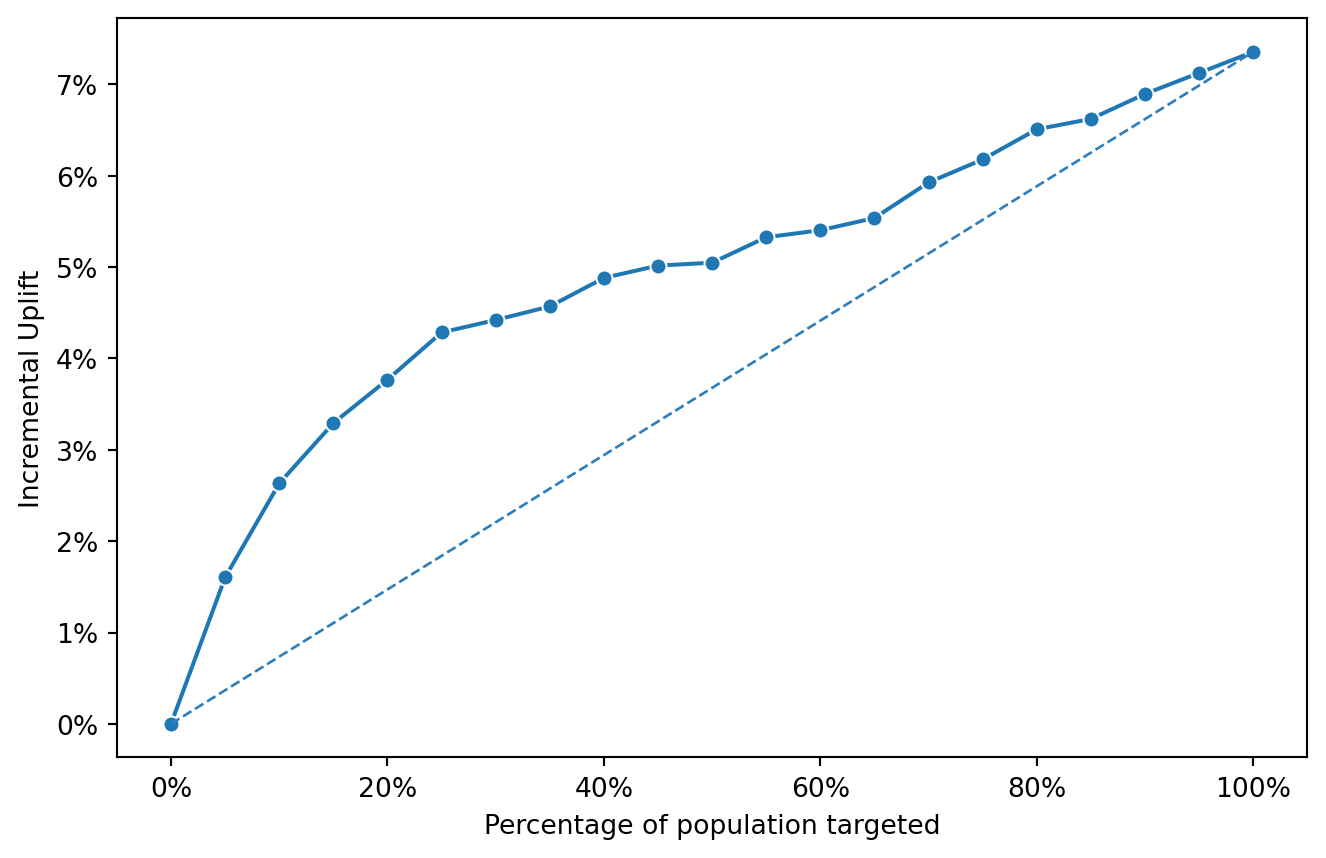 Incremental Uplift
7%
6%
5%
4%
3%
2%
1%
0%
0% 20% 40% 60% 80% 100%
Percentage of population targeted